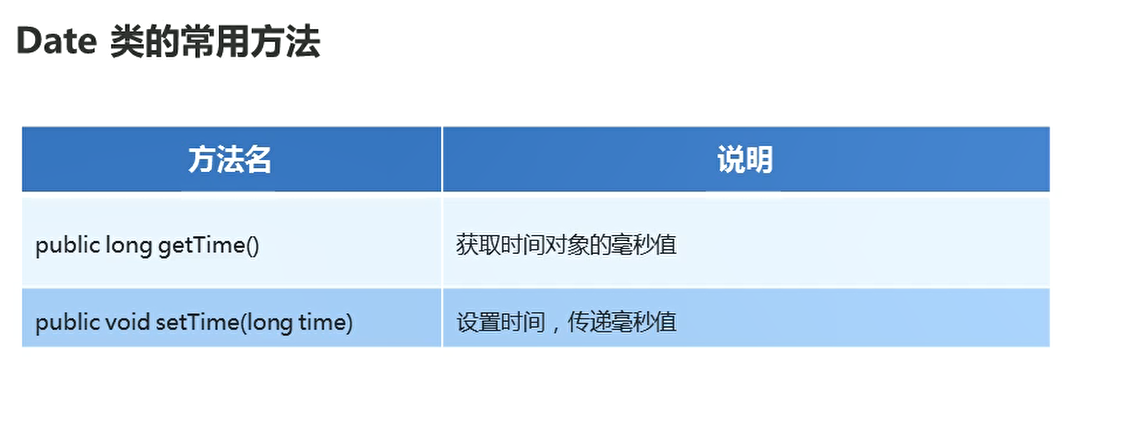 Date 类的常用方法
方法名 说明
public long getTime() 获取时间对象的毫秒值
public void setTime(long time) 设置时间，传递毫秒值